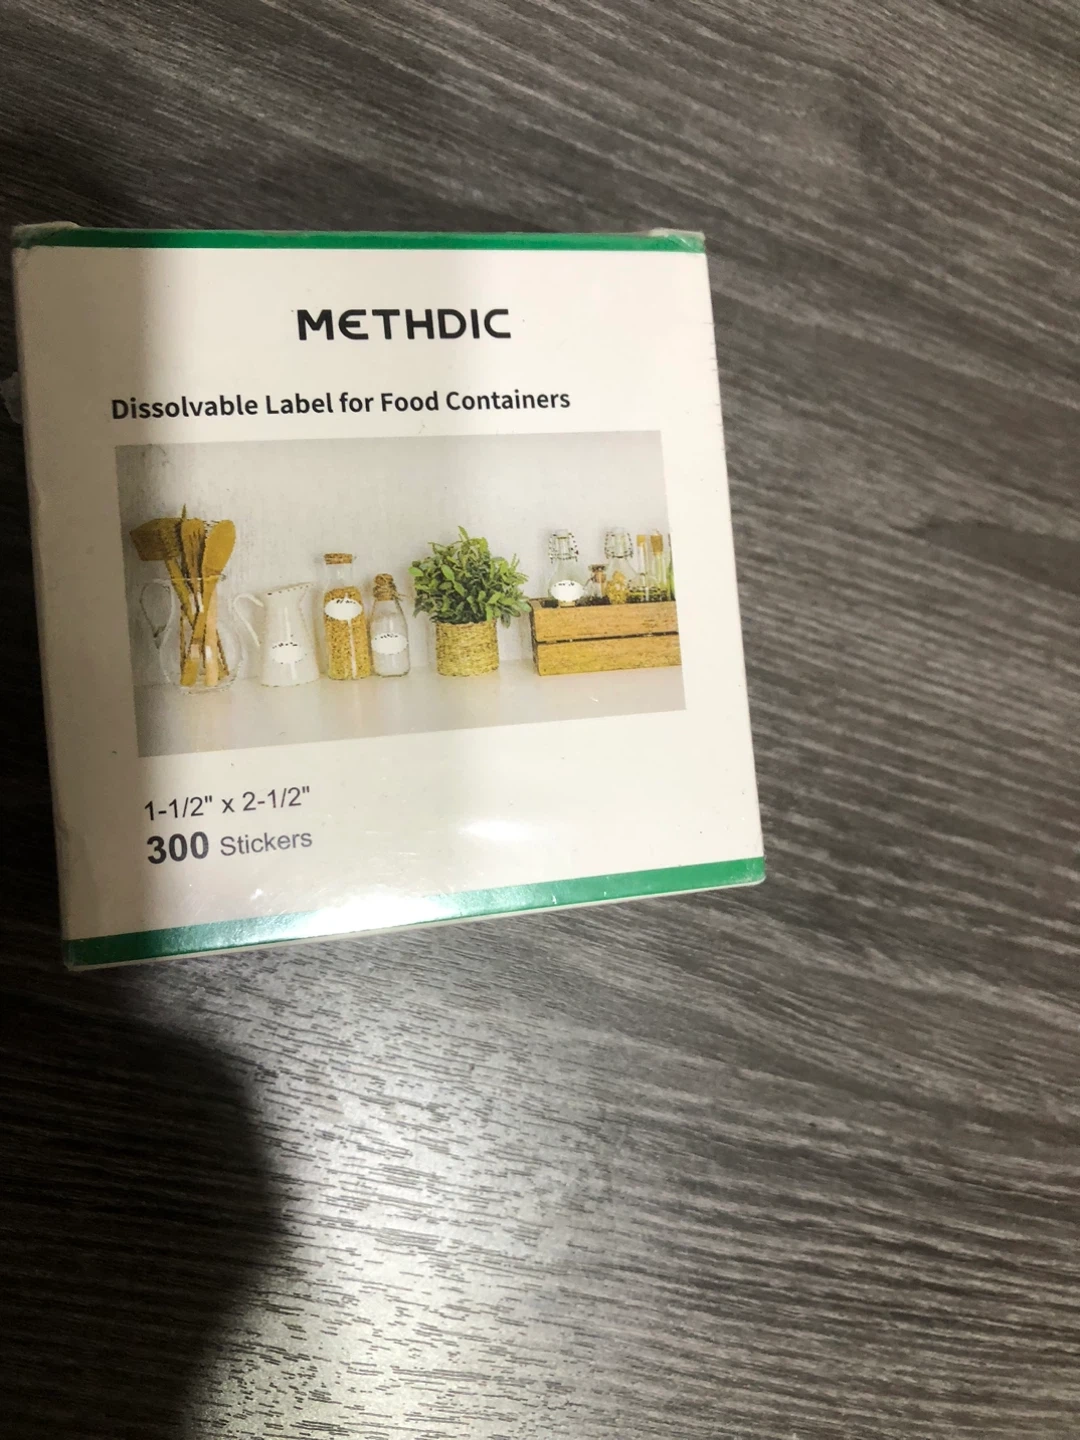 METHDIC
Dissolvable Label for Food Containers
1-1/2" x 2-1/2"
300 Stickers